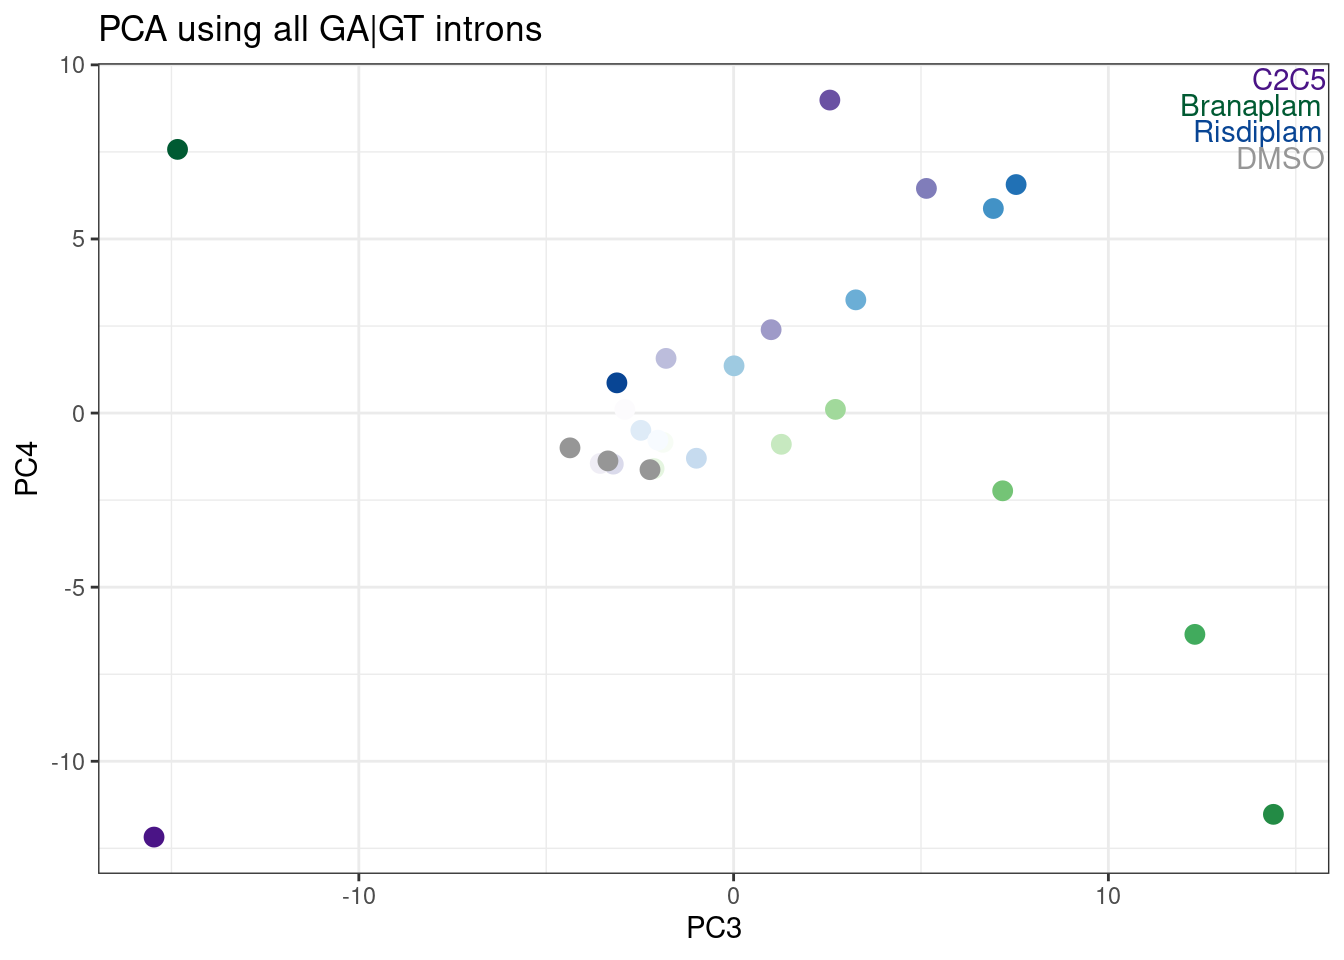 PCA using all GA|GT introns
10
C2C5
Branaplam
Risdiplam
DMSO
5
0
PC4
-5
-10
-10
0
10
PC3